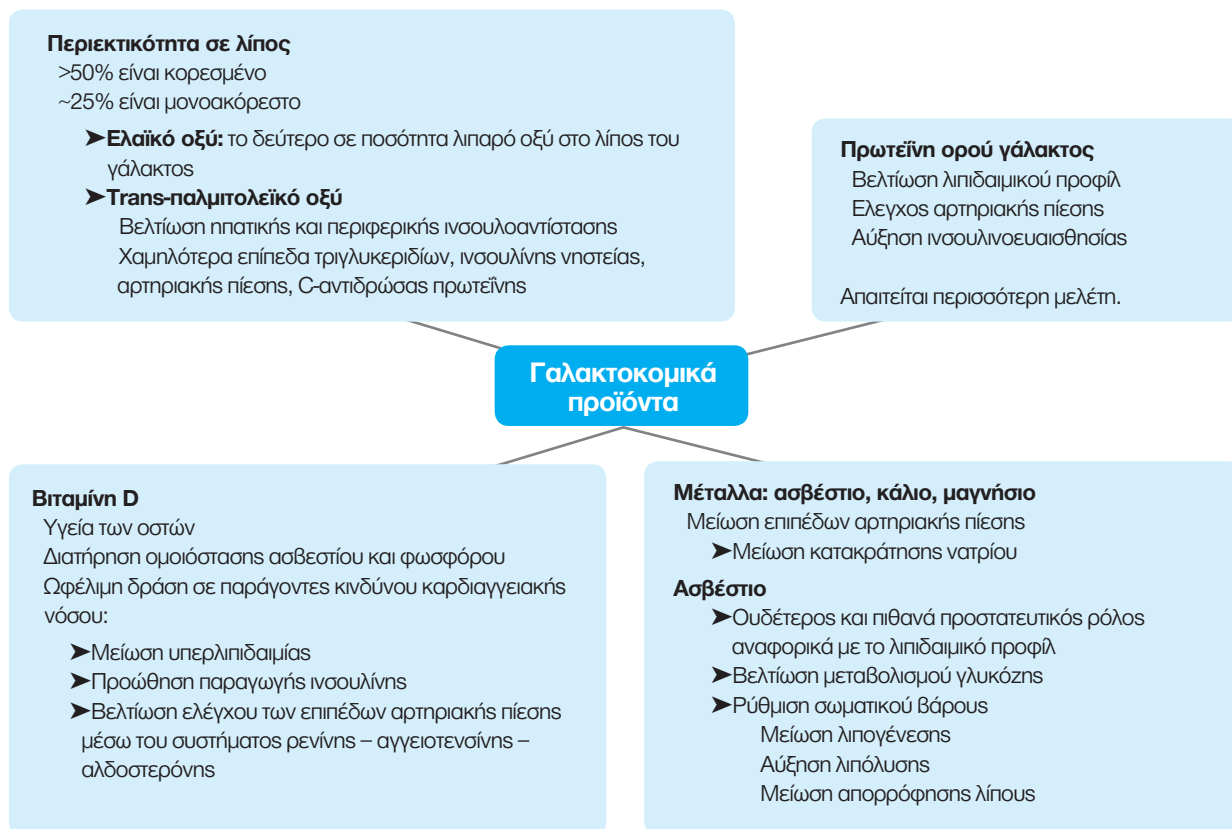 Περιεκτικότητα σε λίπος
>50% είναι κορεσμένο
~25% είναι μονοακόρεστο
➤Ελαϊκό οξύ: το δεύτερο σε ποσότητα λιπαρό οξύ στο λίπος του
γάλακτος
➤Trans-παλμιτολεϊκό οξύ
Βελτίωση ηπατικής και περιφερικής ινσουλοαντίστασης
Χαμηλότερα επίπεδα τριγλυκεριδίων, ινσουλίνης νηστείας,
αρτηριακής πίεσης, C-αντιδρώσας πρωτεΐνης
Πρωτεΐνη ορού γάλακτος
Βελτίωση λιπιδαιμικού προφίλ
Ελεγχος αρτηριακής πίεσης
Αύξηση ινσουλινοευαισθησίας
Απαιτείται περισσότερη μελέτη.
Γαλακτοκομικά
προϊόντα
Βιταμίνη D
Υγεία των οστών
Διατήρηση ομοιόστασης ασβεστίου και φωσφόρου
Ωφέλιμη δράση σε παράγοντες κινδύνου καρδιαγγειακής
νόσου:
➤Μείωση υπερλιπιδαιμίας
➤Προώθηση παραγωγής ινσουλίνης
➤Βελτίωση ελέγχου των επιπέδων αρτηριακής πίεσης
μέσω του συστήματος ρενίνης – αγγειοτενσίνης –
αλδοστερόνης
Μέταλλα: ασβέστιο, κάλιο, μαγνήσιο
Μείωση επιπέδων αρτηριακής πίεσης
➤Μείωση κατακράτησης νατρίου
Ασβέστιο
➤Ουδέτερος και πιθανά προστατευτικός ρόλος
αναφορικά με το λιπιδαιμικό προφίλ
➤Βελτίωση μεταβολισμού γλυκόζης
➤Ρύθμιση σωματικού βάρους
Μείωση λιπογένεσης
Αύξηση λιπόλυσης
Μείωση απορρόφησης λίπους